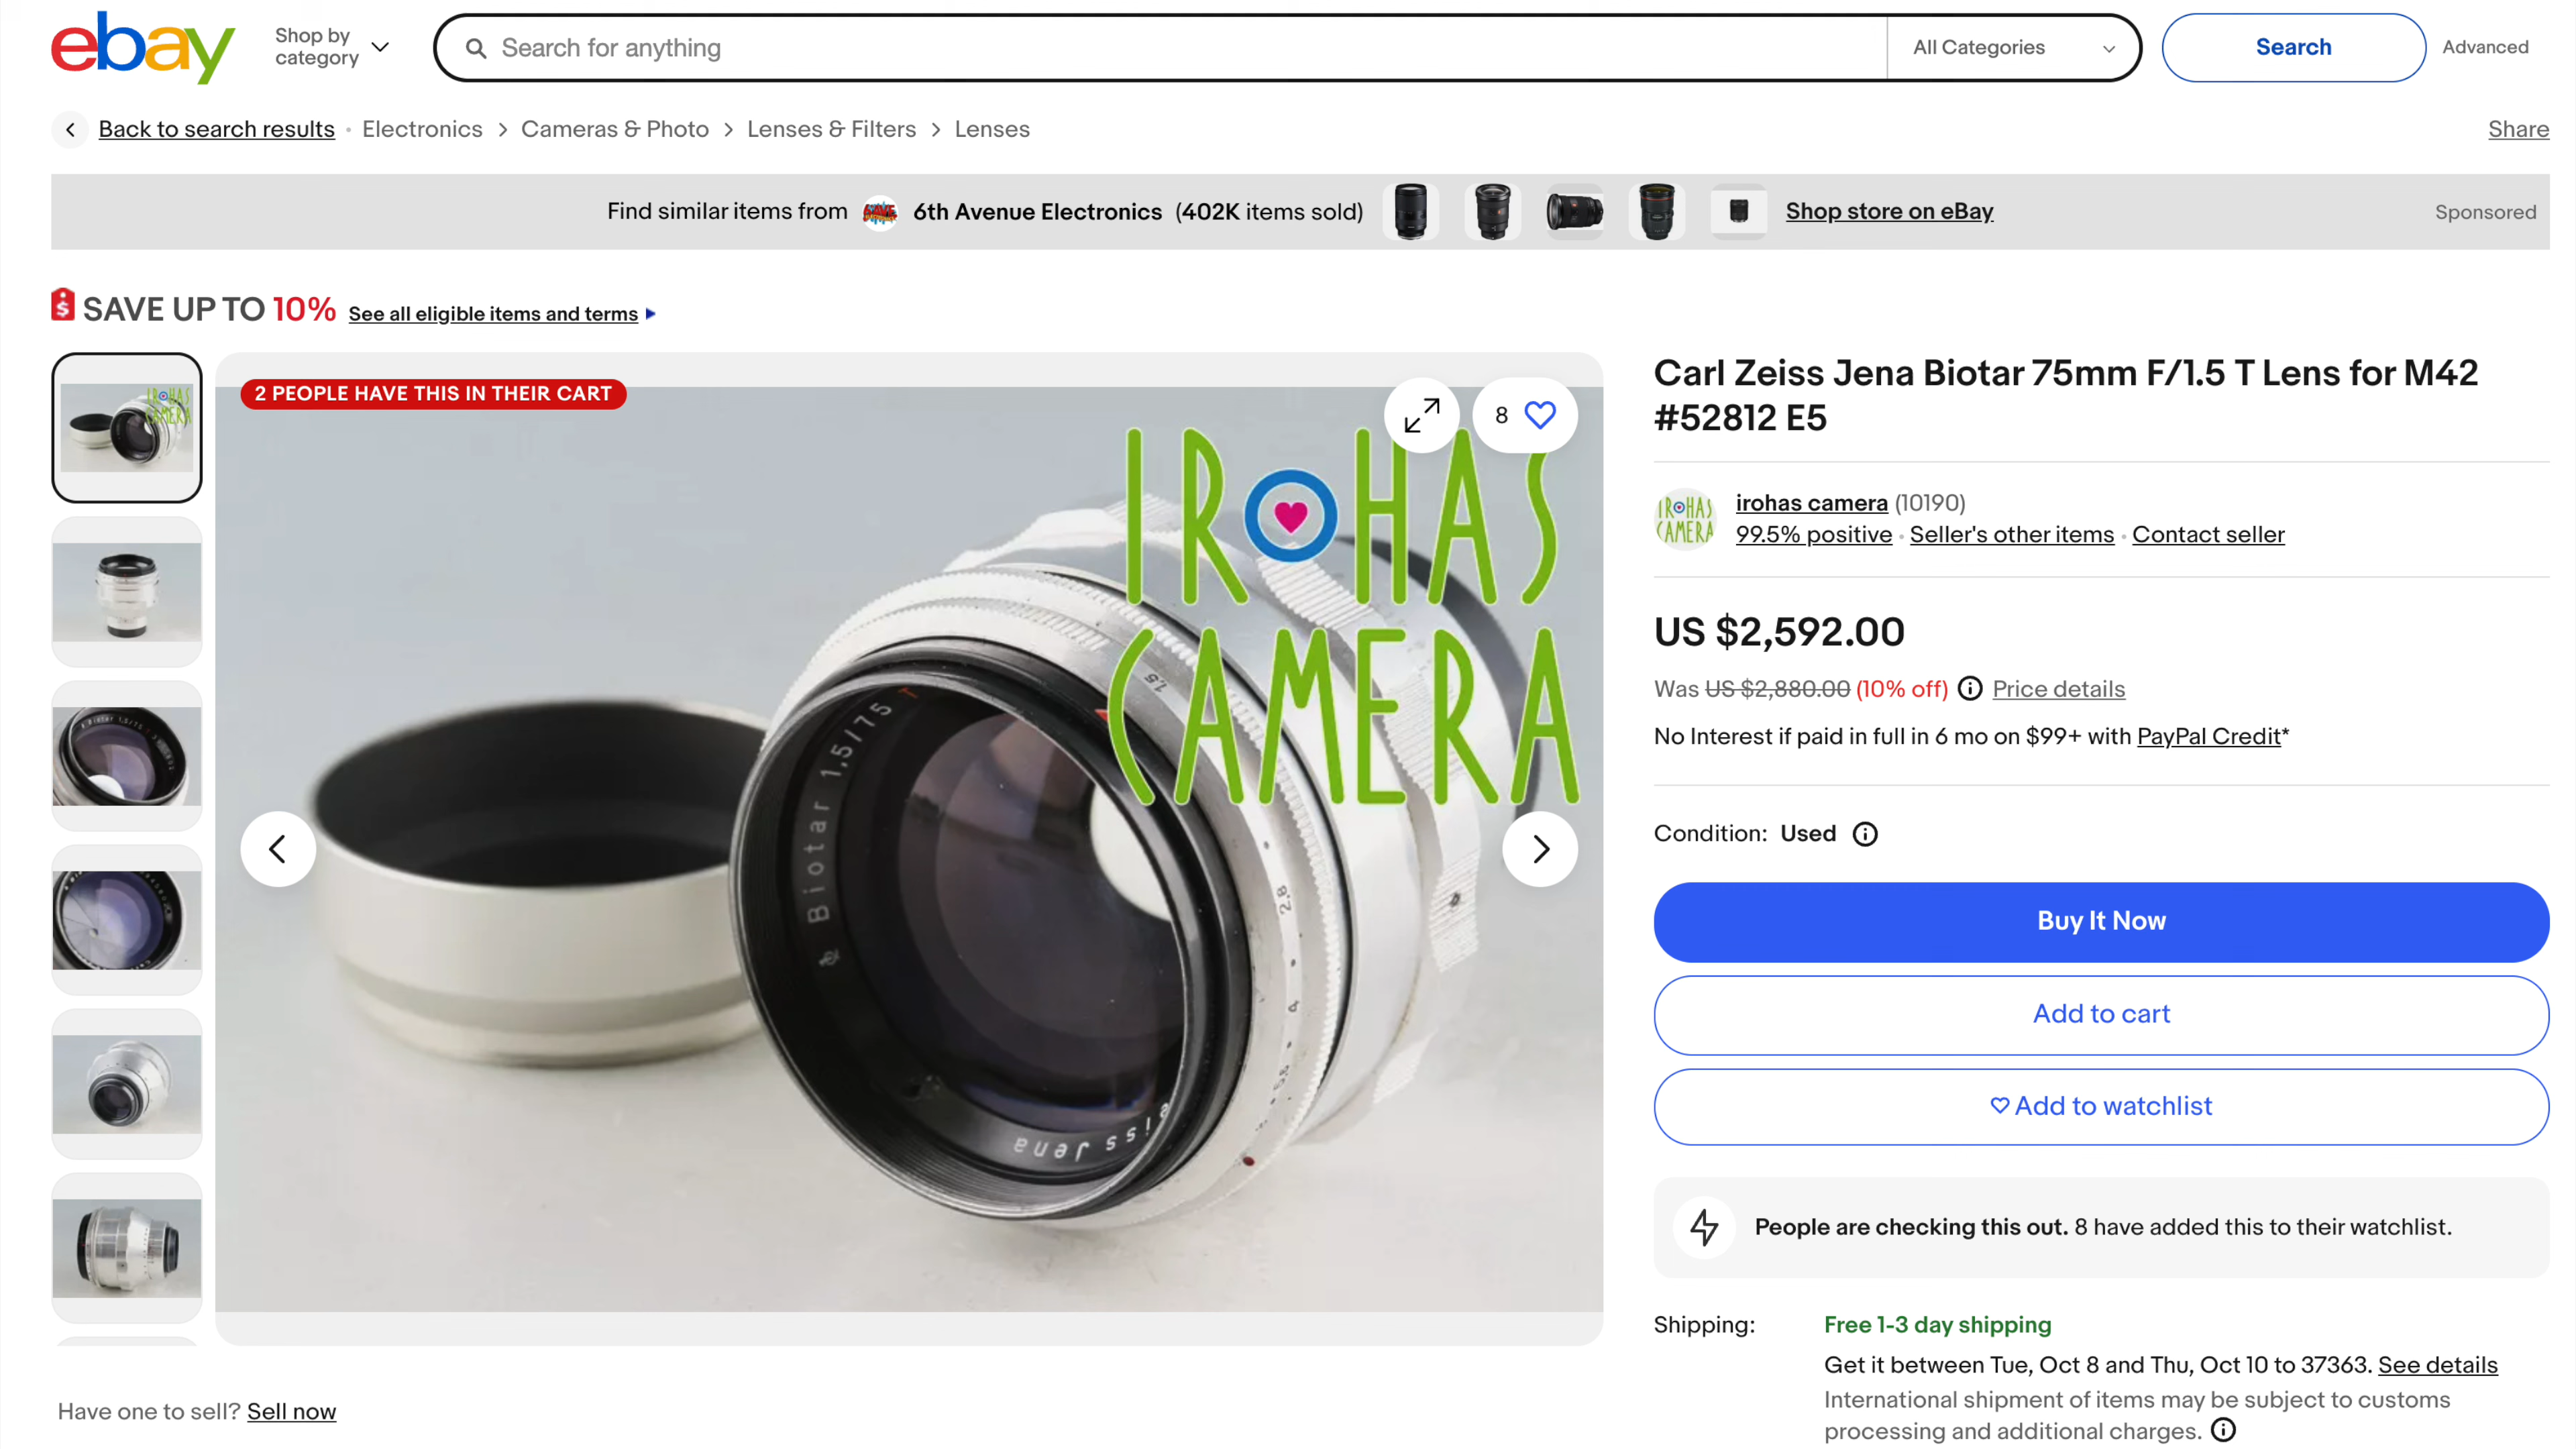 ebay
Shop by
category
Search for anything
All Categories
Search
Advanced
Back to search results
Electronics > Cameras & Photo > Lenses & Filters > Lenses
Share
Find similar items from
6th Avenue Electronics (402K items sold)
Shop store on eBay
Sponsored
$ SAVE UP TO 10% See all eligible items and terms
2 PEOPLE HAVE THIS IN THEIR CART
8
IROHAS
CAMERA
Biotar 1,5/75 T
iss Jena
1.5
2.8
4
Carl Zeiss Jena Biotar 75mm F/1.5 T Lens for M42
#52812 E5
IROHAS
CAMERA
irohas camera (10190)
99.5% positive · Seller's other items · Contact seller
US $2,592.00
Was US $2,880.00 (10% off) Price details
No Interest if paid in full in 6 mo on $99+ with PayPal Credit*
Condition: Used
Buy It Now
Add to cart
Add to watchlist
People are checking this out. 8 have added this to their watchlist.
Shipping:
Free 1-3 day shipping
Get it between Tue, Oct 8 and Thu, Oct 10 to 37363. See details
International shipment of items may be subject to customs
processing and additional charges.
Have one to sell? Sell now